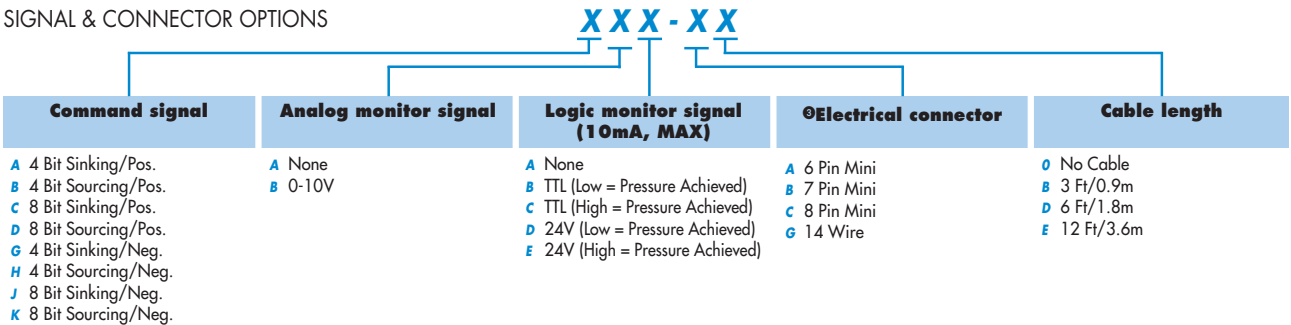 SIGNAL & CONNECTOR OPTIONS
X X X - X X
Command signal
A 4 Bit Sinking/Pos.
B 4 Bit Sourcing/Pos.
C 8 Bit Sinking/Pos.
D 8 Bit Sourcing/Pos.
G 4 Bit Sinking/Neg.
H 4 Bit Sourcing/Neg.
J 8 Bit Sinking/Neg.
K 8 Bit Sourcing/Neg.
Analog monitor signal
A None
B 0-10V
Logic monitor signal
(10mA, MAX)
A None
B TTL (Low = Pressure Achieved)
C TTL (High = Pressure Achieved)
D 24V (Low = Pressure Achieved)
E 24V (High = Pressure Achieved)
❸Electrical connector
A 6 Pin Mini
B 7 Pin Mini
C 8 Pin Mini
G 14 Wire
Cable length
0 No Cable
B 3 Ft/0.9m
D 6 Ft/1.8m
E 12 Ft/3.6m